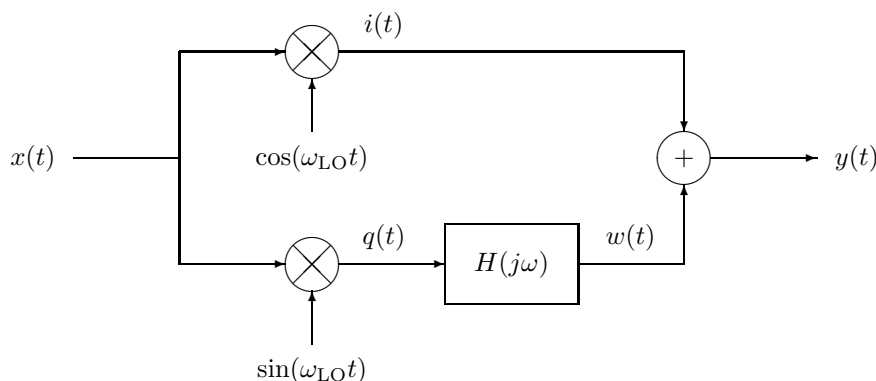 i(t)
x(t)
cos(ω_LO t)
+
y(t)
q(t)
H(jω)
w(t)
sin(ω_LO t)